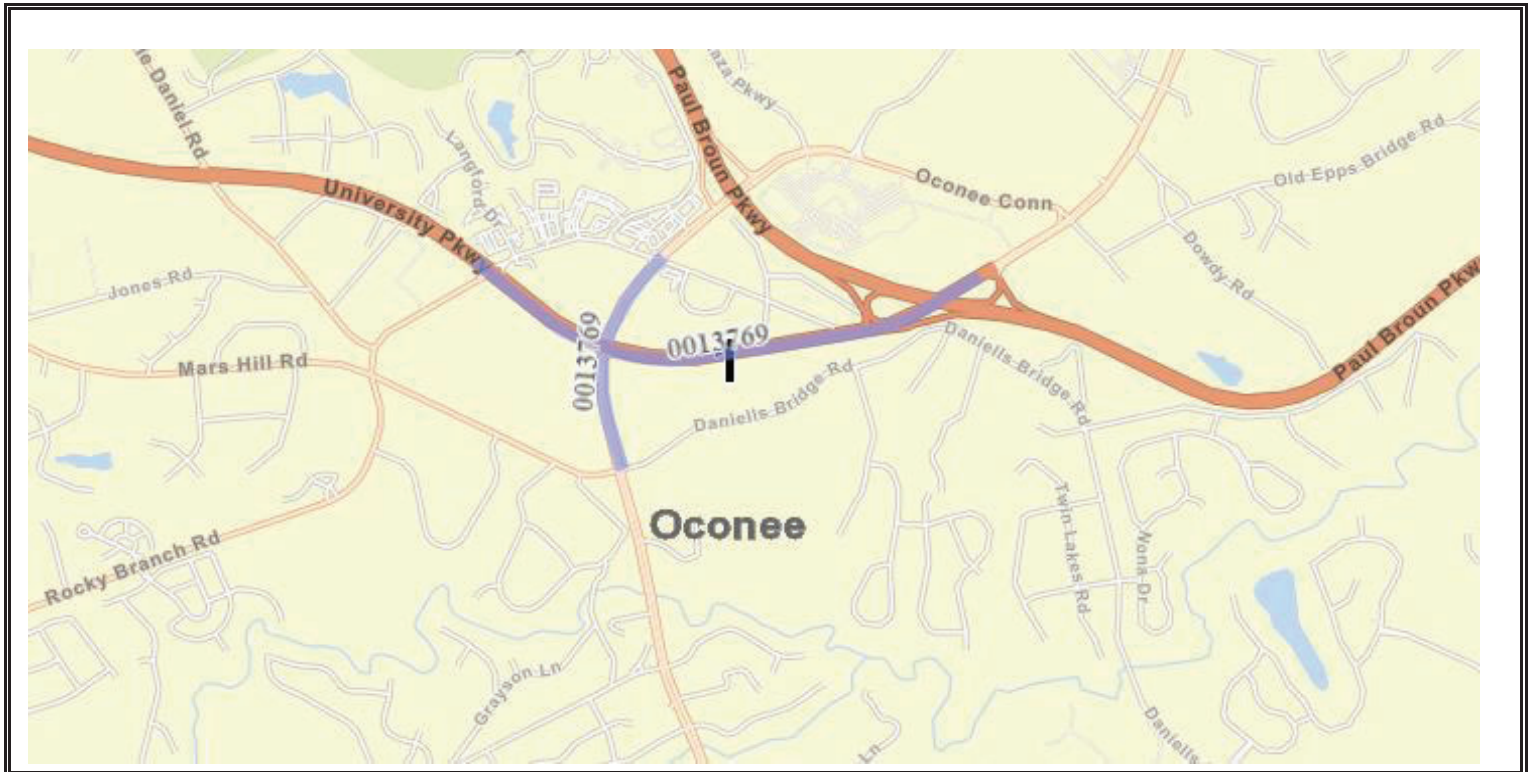 Daniel Rd
Paul Broun Pkwy
Pkwy
Langford Dr
University Pkwy
Oconee Conn
Old Epps Bridge Rd
Dowdy Rd
Jones Rd
Mars Hill Rd
0013769
0013769
Daniells Bridge Rd
Daniells Bridge Rd
Paul Broun Pkw
Oconee
Rocky Branch Rd
Twin Lakes Rd
Nona Dr
Grayson Ln
Ln
Daniells